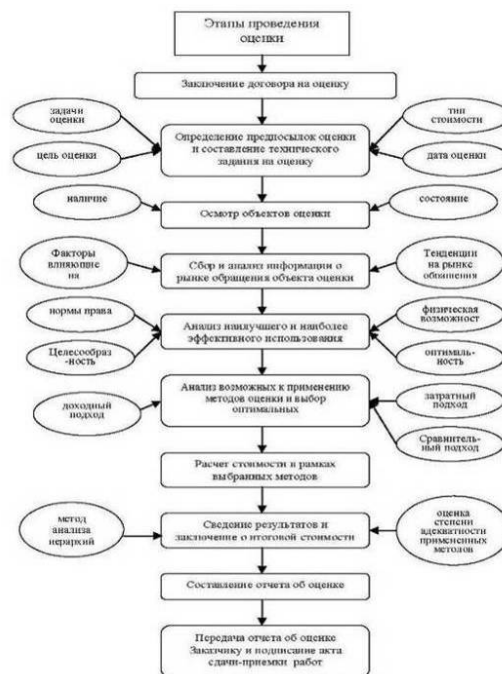 Этапы проведения
оценки
Заключение договора на оценку
задачи
оценки
тип
стоимости
Определение предпосылок оценки
и составление технического
задания на оценку
цель оценки
дата оценки
наличие
состояние
Осмотр объектов оценки
Факторы
влияющие
на
Сбор и анализ информации о
рынке обращения объекта оценки
Тенденции
на рынке
обращения
нормы права
физическая
возможност
Анализ наилучшего и наиболее
эффективного использования
Целесообраз
-ность
оптималь-
ность
Анализ возможных к применению
методов оценки и выбор
оптимальных
доходный
подход
затратный
подход
Сравнитель-
ный подход
Расчет стоимости в рамках
выбранных методов
метод
анализа
иерархий
Сведение результатов и
заключение о итоговой стоимости
оценка
степени
адекватности
примененных
методов
Составление отчета об оценке
Передача отчета об оценке
Заказчику и подписание акта
сдачи-приемки работ